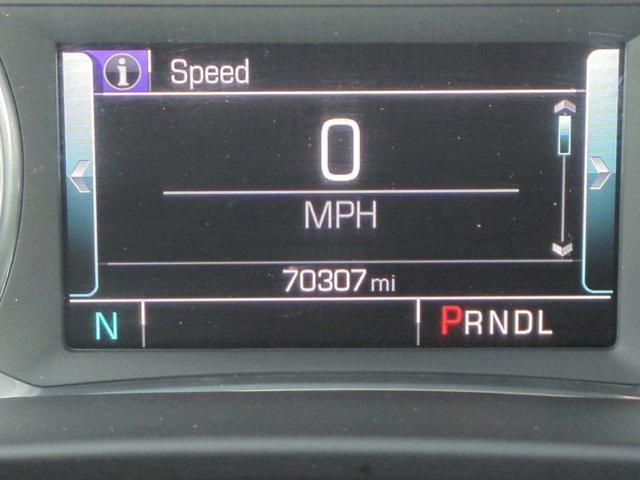 Speed
0
MPH
70307 mi
N PRNDL